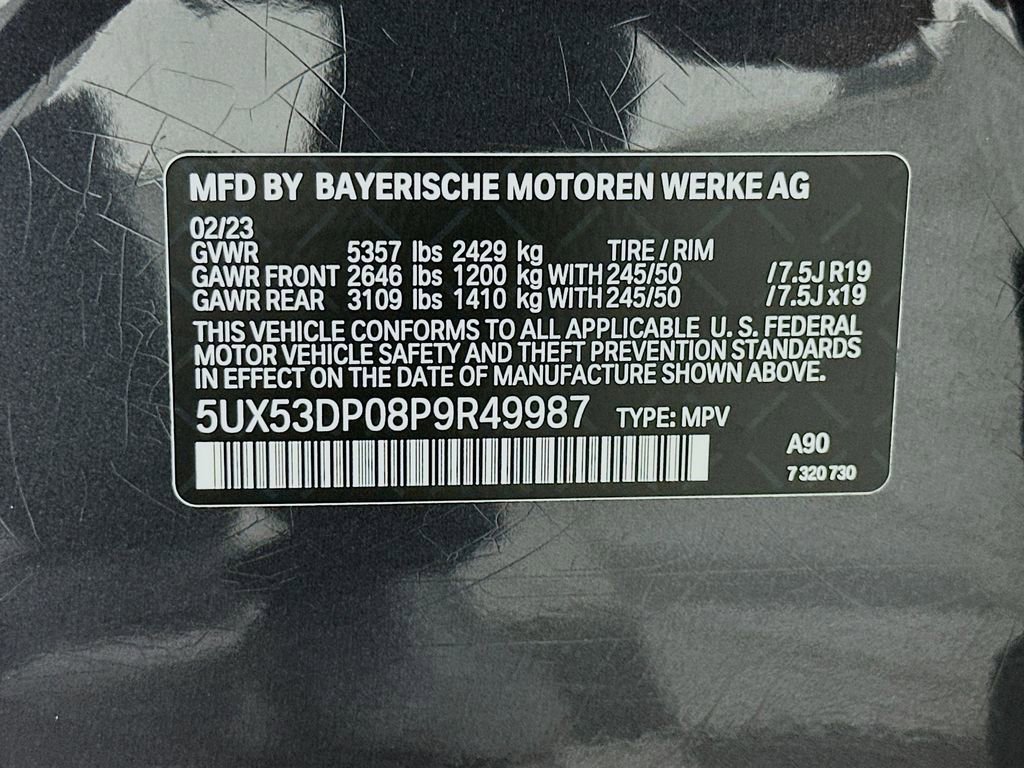 MFD BY BAYERISCHE MOTOREN WERKE AG
02/23
GVWR 5357 lbs 2429 kg TIRE / RIM
GAWR FRONT 2646 lbs 1200 kg WITH 245/50 /7.5J R19
GAWR REAR 3109 lbs 1410 kg WITH 245/50 /7.5J x19
THIS VEHICLE CONFORMS TO ALL APPLICABLE U. S. FEDERAL
MOTOR VEHICLE SAFETY AND THEFT PREVENTION STANDARDS
IN EFFECT ON THE DATE OF MANUFACTURE SHOWN ABOVE.
5UX53DP08P9R49987 TYPE: MPV
A90
7 320 730